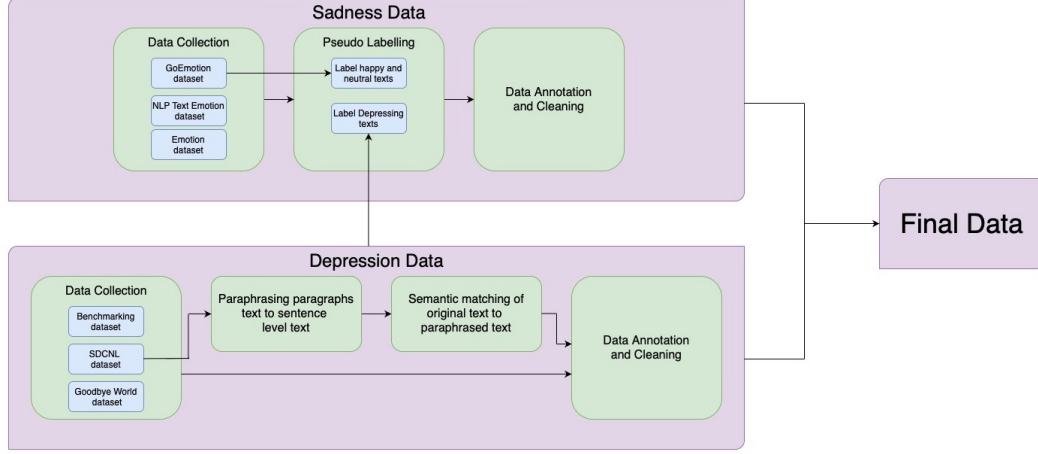 Sadness Data
Data Collection
GoEmotion
dataset
NLP Text Emotion
dataset
Emotion
dataset
Pseudo Labelling
Label happy and
neutral texts
Label Depressing
texts
Data Annotation
and Cleaning
Final Data
Depression Data
Data Collection
Benchmarking
dataset
SDCNL
dataset
Goodbye World
dataset
Paraphrasing paragraphs
text to sentence
level text
Semantic matching of
original text to
paraphrased text
Data Annotation
and Cleaning